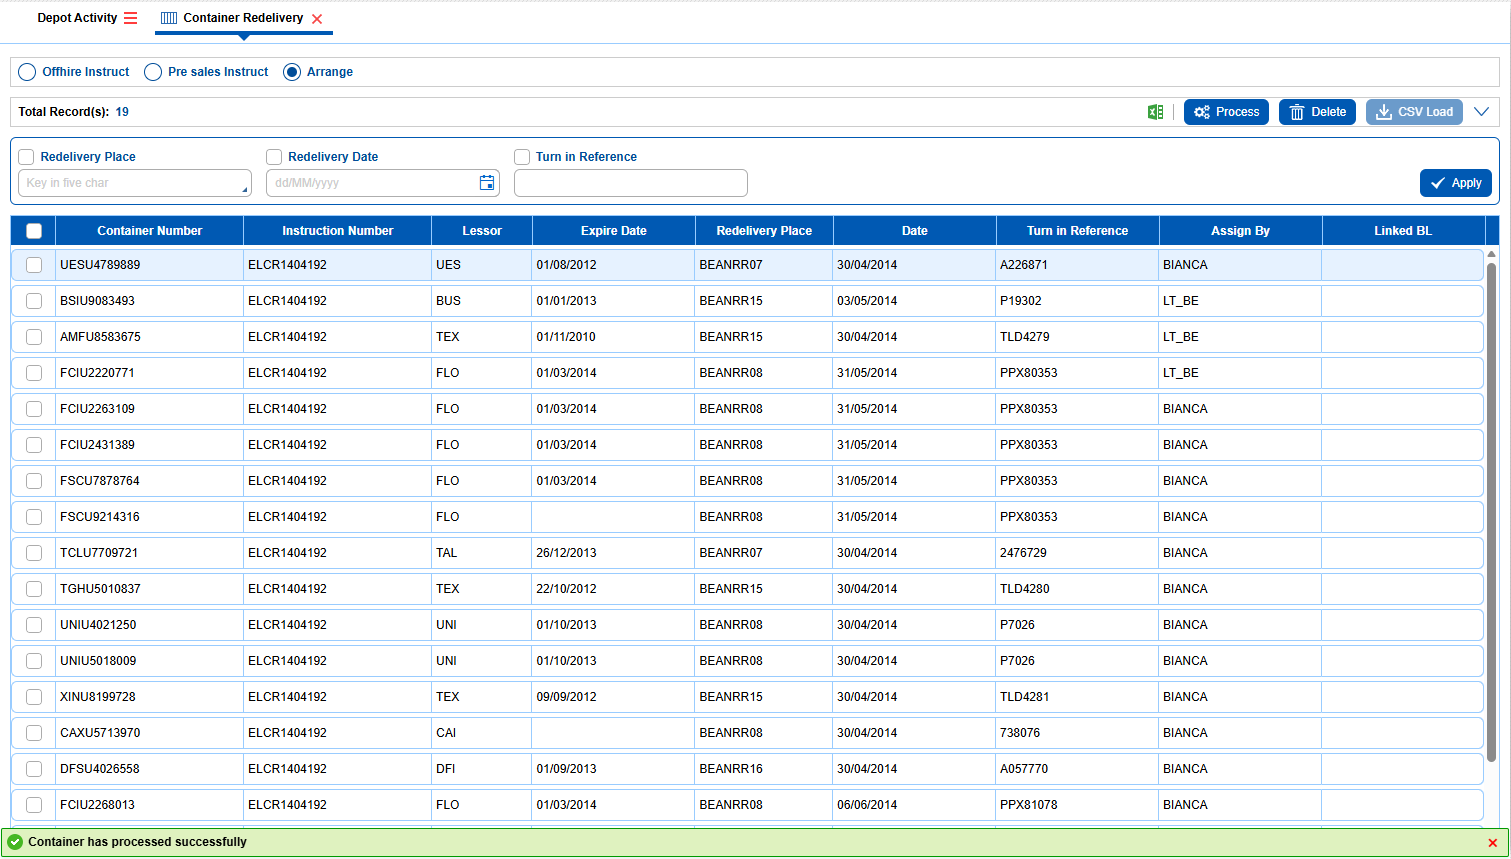 Depot Activity Container Redelivery
Offhire Instruct Pre sales Instruct Arrange
Total Record(s): 19 Process Delete CSV Load
Redelivery Place Redelivery Date Turn in Reference
Key in five char dd/MM/yyyy Apply
Container Number Instruction Number Lessor Expire Date Redelivery Place Date Turn in Reference Assign By Linked BL
UESU4789889 ELCR1404192 UES 01/08/2012 BEANRR07 30/04/2014 A226871 BIANCA
BSIU9083493 ELCR1404192 BUS 01/01/2013 BEANRR15 03/05/2014 P19302 LT_BE
AMFU8583675 ELCR1404192 TEX 01/11/2010 BEANRR15 30/04/2014 TLD4279 LT_BE
FCIU2220771 ELCR1404192 FLO 01/03/2014 BEANRR08 31/05/2014 PPX80353 LT_BE
FCIU2263109 ELCR1404192 FLO 01/03/2014 BEANRR08 31/05/2014 PPX80353 BIANCA
FCIU2431389 ELCR1404192 FLO 01/03/2014 BEANRR08 31/05/2014 PPX80353 BIANCA
FSCU7878764 ELCR1404192 FLO 01/03/2014 BEANRR08 31/05/2014 PPX80353 BIANCA
FSCU9214316 ELCR1404192 FLO BEANRR08 31/05/2014 PPX80353 BIANCA
TCLU7709721 ELCR1404192 TAL 26/12/2013 BEANRR07 30/04/2014 2476729 BIANCA
TGHU5010837 ELCR1404192 TEX 22/10/2012 BEANRR15 30/04/2014 TLD4280 BIANCA
UNIU4021250 ELCR1404192 UNI 01/10/2013 BEANRR08 30/04/2014 P7026 BIANCA
UNIU5018009 ELCR1404192 UNI 01/10/2013 BEANRR08 30/04/2014 P7026 BIANCA
XINU8199728 ELCR1404192 TEX 09/09/2012 BEANRR15 30/04/2014 TLD4281 BIANCA
CAXU5713970 ELCR1404192 CAI BEANRR08 30/04/2014 738076 BIANCA
DFSU4026558 ELCR1404192 DFI 01/09/2013 BEANRR16 30/04/2014 A057770 BIANCA
FCIU2268013 ELCR1404192 FLO 01/03/2014 BEANRR08 06/06/2014 PPX81078 BIANCA
Container has processed successfully